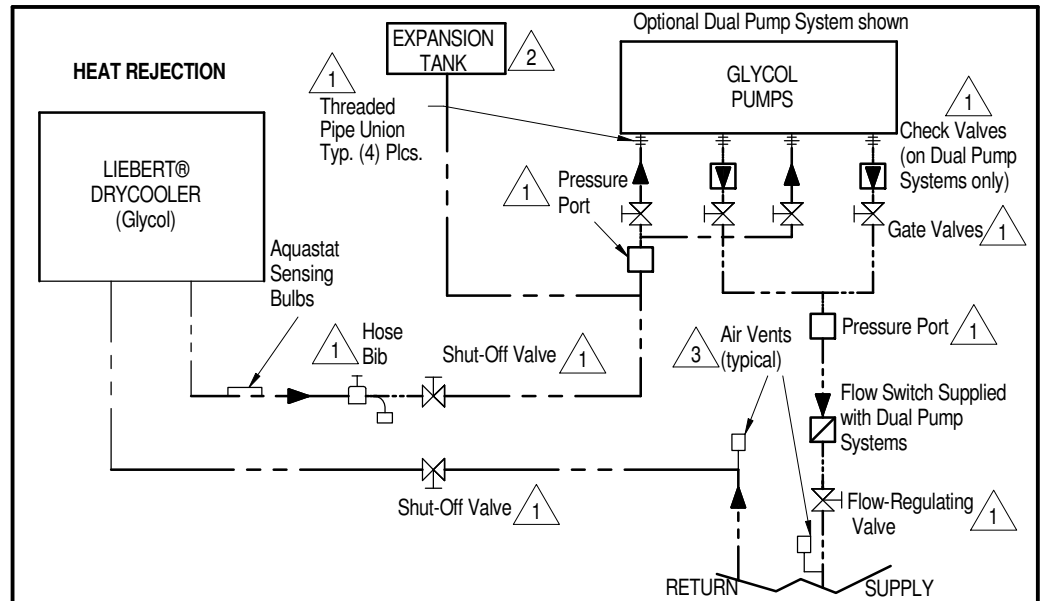 Optional Dual Pump System shown
HEAT REJECTION
EXPANSION
TANK
2
1
Threaded
Pipe Union
Typ. (4) Plcs.
GLYCOL
PUMPS
1
Check Valves
(on Dual Pump
Systems only)
LIEBERT®
DRYCOOLER
(Glycol)
1
Pressure
Port
Gate Valves
1
Aquastat
Sensing
Bulbs
1
Hose
Bib
Shut-Off Valve
1
3
Air Vents
(typical)
Pressure Port
1
Flow Switch Supplied
with Dual Pump
Systems
Shut-Off Valve
1
Flow-Regulating
Valve
1
RETURN
SUPPLY